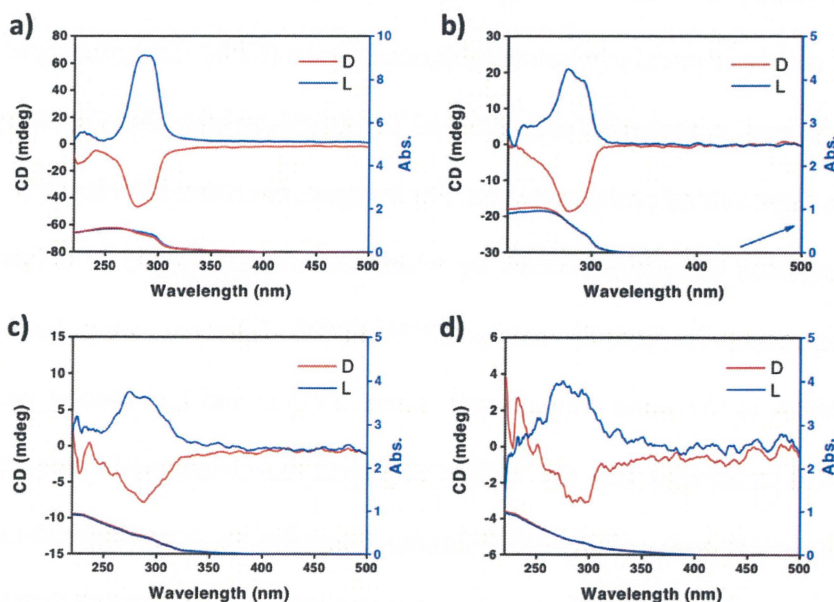 a)
80
60
40
20
0
-20
-40
-60
-80
CD (mdeg)
D
L
10
8
6
4
2
0
Abs.
250 300 350 400 450 500
Wavelength (nm)
b)
30
20
10
0
-10
-20
-30
CD (mdeg)
D
L
5
4
3
2
1
0
Abs.
300 400 500
Wavelength (nm)
c)
15
10
5
0
-5
-10
-15
CD (mdeg)
D
L
5
4
3
2
1
0
Abs.
250 300 350 400 450 500
Wavelength (nm)
d)
6
4
2
0
-2
-4
-6
CD (mdeg)
D
L
5
4
3
2
1
0
Abs.
250 300 350 400 450 500
Wavelength (nm)